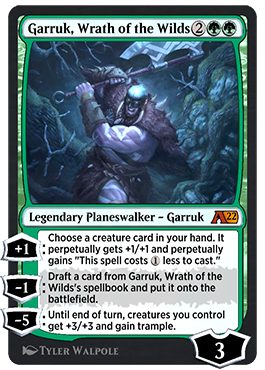 Garruk, Wrath of the Wilds 2
Legendary Planeswalker – Garruk A22
+1: Choose a creature card in your hand. It
perpetually gets +1/+1 and perpetually
gains "This spell costs 1 less to cast."
-1: Draft a card from Garruk, Wrath of the
Wilds's spellbook and put it onto the
battlefield.
-5: Until end of turn, creatures you control
get +3/+3 and gain trample.
3
Tyler Walpole